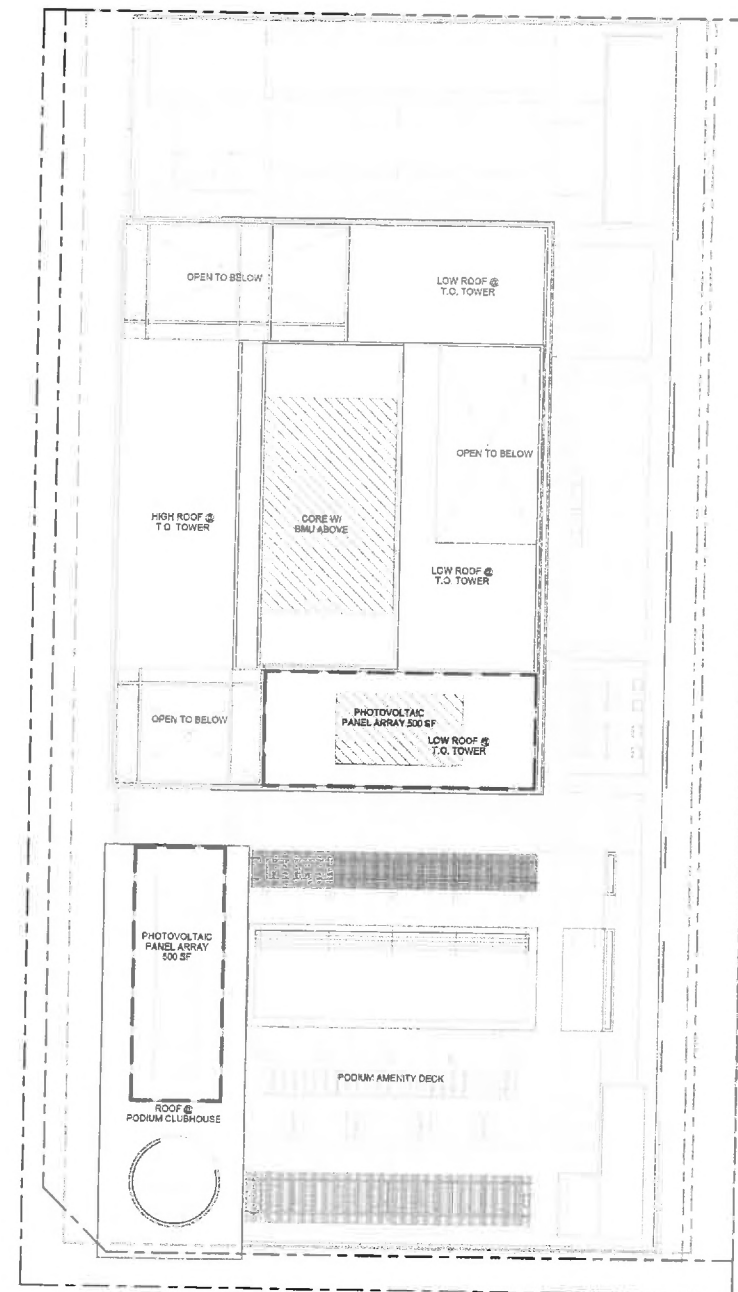 OPEN TO BELOW
LOW ROOF @
T.O. TOWER
OPEN TO BELOW
HIGH ROOF @
T.O. TOWER
CORE W/
BMU ABOVE
LOW ROOF @
T.O. TOWER
OPEN TO BELOW
PHOTOVOLTAIC
PANEL ARRAY 500 SF
LOW ROOF @
T.O. TOWER
PHOTOVOLTAIC
PANEL ARRAY
500 SF
PODIUM AMENITY DECK
ROOF @
PODIUM CLUBHOUSE